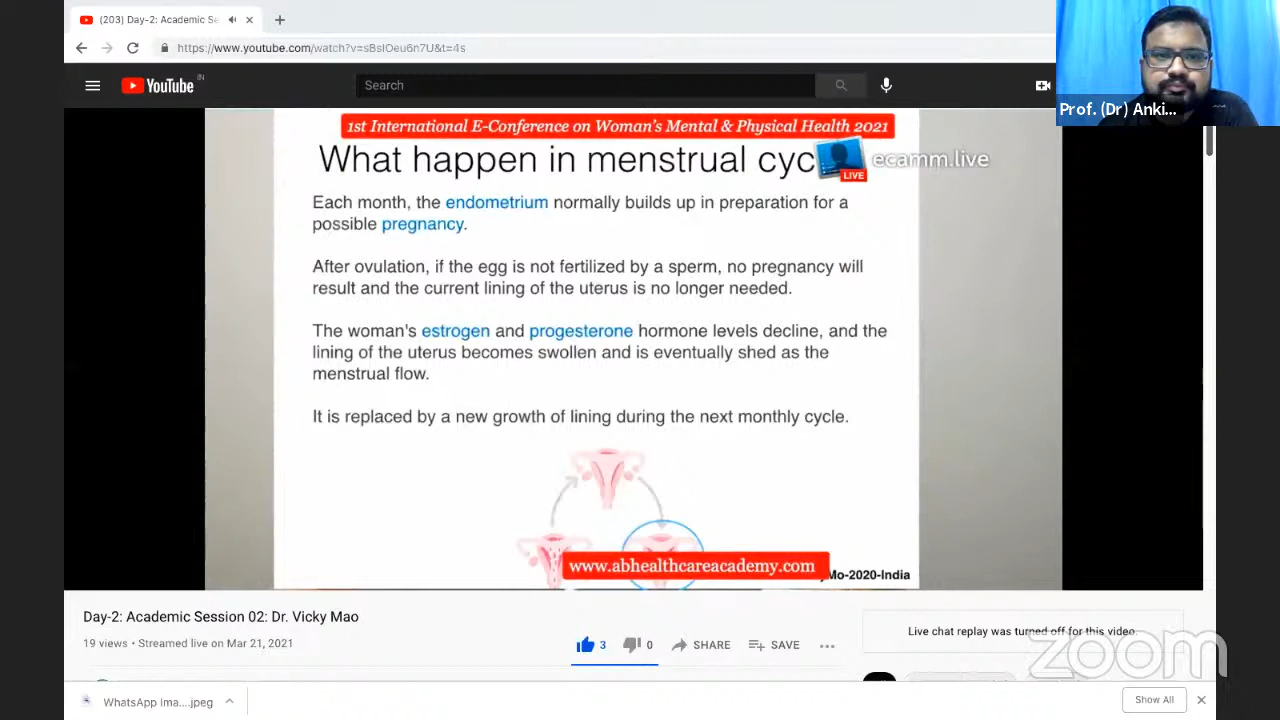 (203) Day-2: Academic Se
https://www.youtube.com/watch?v=sBslOeu6n7U&t=4s
YouTube IN
Search
Prof. (Dr) Anki...
1st International E-Conference on Woman's Mental & Physical Health 2021
What happen in menstrual cyc
ecamm.live
LIVE
Each month, the endometrium normally builds up in preparation for a
possible pregnancy.
After ovulation, if the egg is not fertilized by a sperm, no pregnancy will
result and the current lining of the uterus is no longer needed.
The woman's estrogen and progesterone hormone levels decline, and the
lining of the uterus becomes swollen and is eventually shed as the
menstrual flow.
It is replaced by a new growth of lining during the next monthly cycle.
www.abhealthcareacademy.com
Mo-2020-India
Day-2: Academic Session 02: Dr. Vicky Mao
19 views • Streamed live on Mar 21, 2021
3
0
SHARE
SAVE
Live chat replay was turned off for this video.
zoom
WhatsApp Ima....jpeg
Show All